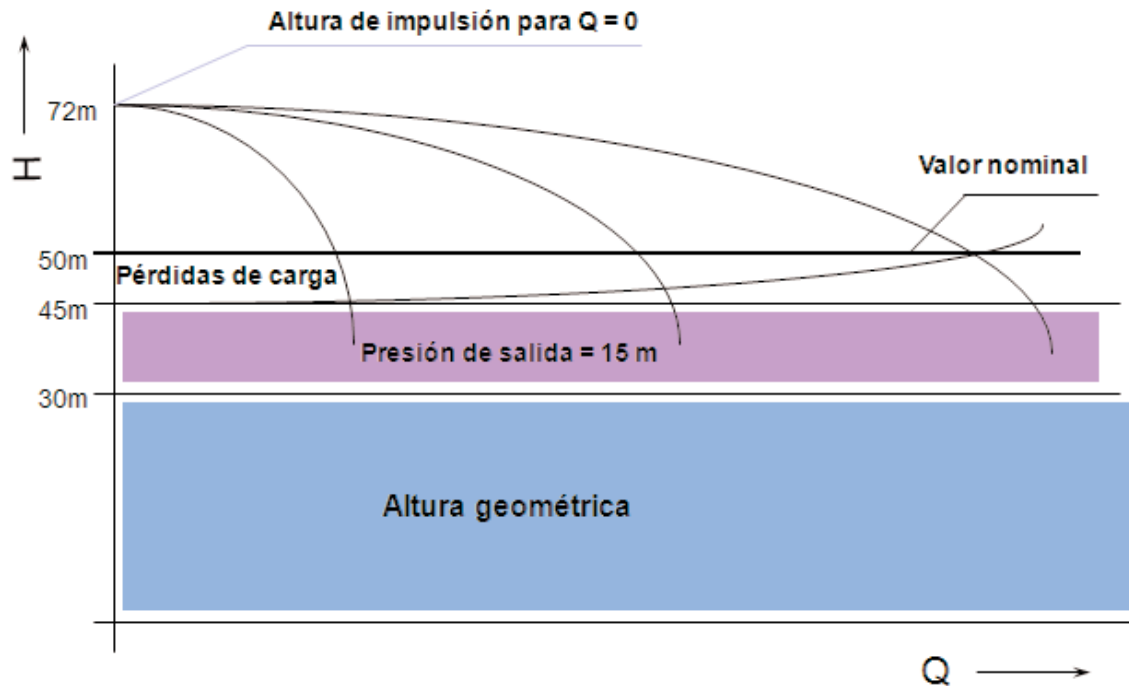 Altura de impulsión para Q = 0
72m
H
Valor nominal
50m
Pérdidas de carga
45m
Presión de salida = 15 m
30m
Altura geométrica
Q